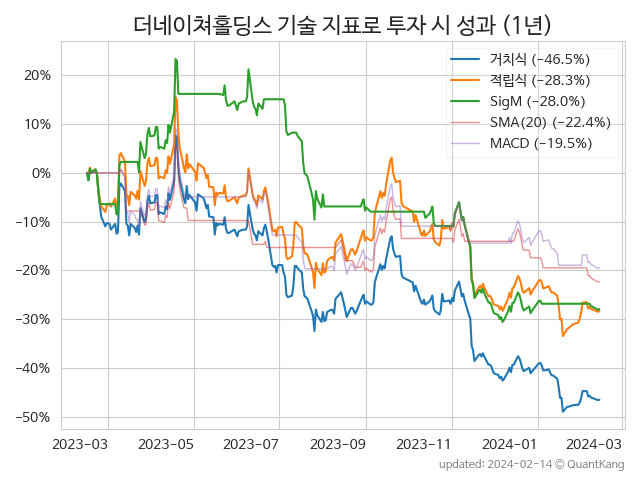 더네이쳐홀딩스 기술 지표로 투자 시 성과 (1년)
거치식 (−46.5%)
적립식 (−28.3%)
SigM (−28.0%)
SMA(20) (−22.4%)
MACD (−19.5%)
20%
10%
0%
−10%
−20%
−30%
−40%
−50%
2023-03 2023-05 2023-07 2023-09 2023-11 2024-01 2024-03
updated: 2024-02-14 © QuantKang